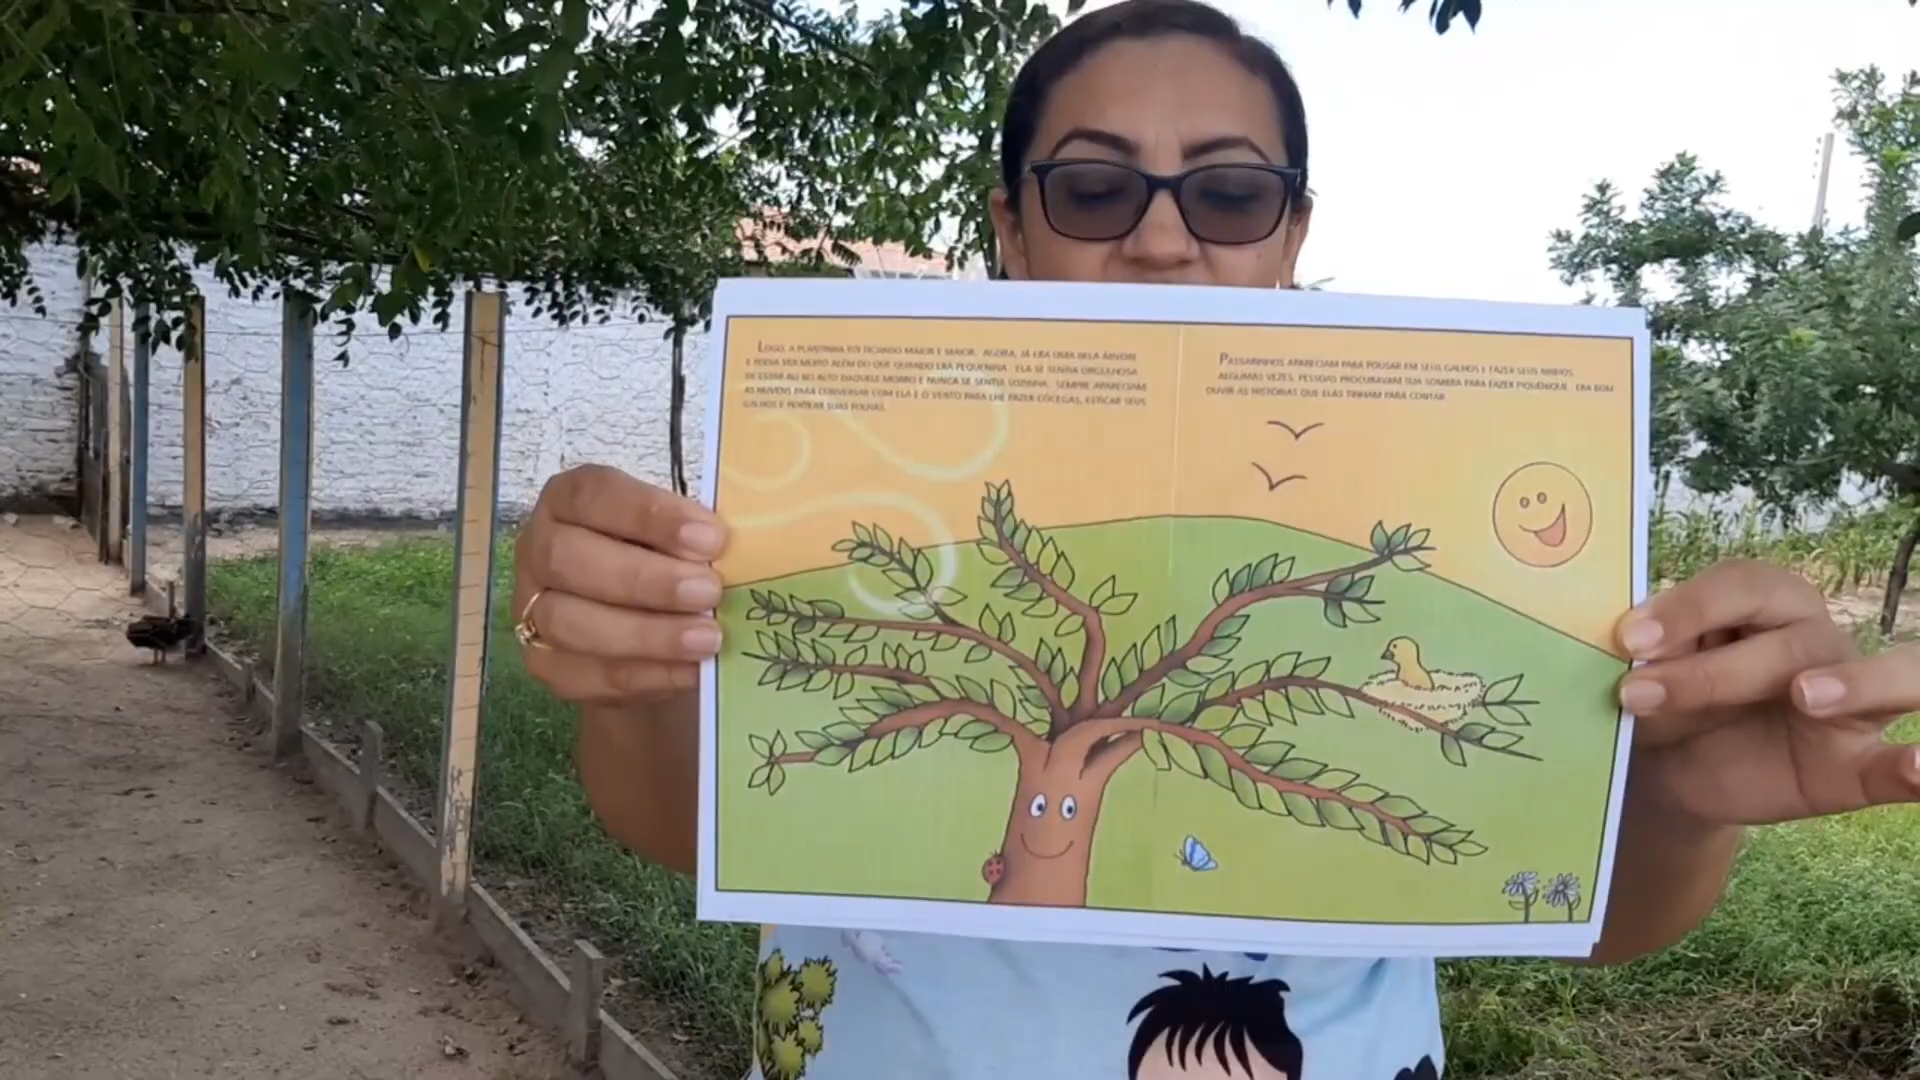 LOGO, A PLANTINHA FOI FICANDO MAIOR E MAIOR. AGORA, JÁ ERA UMA BELA ÁRVORE
E PODIA VER MUITO ALÉM DO QUE QUANDO ERA PEQUENINA. ELA SE SENTIA ORGULHOSA
DE ESTAR ALI NO ALTO DAQUELE MORRO E NUNCA SE SENTIA SOZINHA. SEMPRE APARECIAM
AS NUVENS PARA CONVERSAR COM ELA E O VENTO PARA LHE FAZER CÓCEGAS, ESTICAR SEUS
GALHOS E PENTEAR SUAS FOLHAS.
PASSARINHOS APARECIAM PARA POUSAR EM SEUS GALHOS E FAZER SEUS NINHOS.
ALGUMAS VEZES, PESSOAS PROCURAVAM SUA SOMBRA PARA FAZER PIQUENIQUE. ERA BOM
OUVIR AS HISTÓRIAS QUE ELAS TINHAM PARA CONTAR.